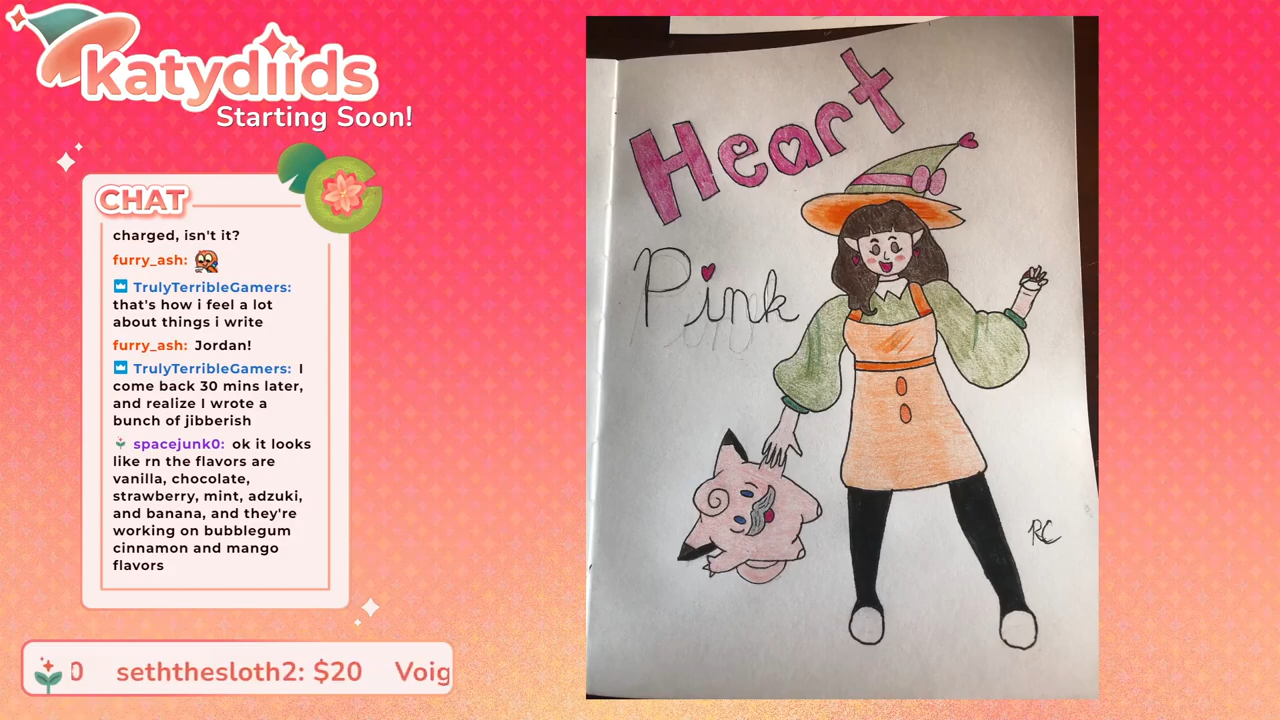 katydiids
Starting Soon!
CHAT
charged, isn't it?
furry_ash:
TrulyTerribleGamers:
that's how i feel a lot
about things i write
furry_ash: Jordan!
TrulyTerribleGamers: I
come back 30 mins later,
and realize I wrote a
bunch of jibberish
spacejunk0: ok it looks
like rn the flavors are
vanilla, chocolate,
strawberry, mint, adzuki,
and banana, and they're
working on bubblegum
cinnamon and mango
flavors
0 seththesloth2: $20 Voig
Heart
Pink
RC